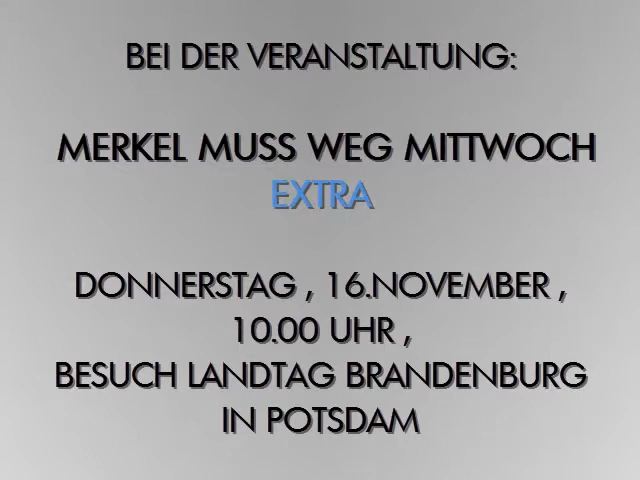 BEI DER VERANSTALTUNG:
MERKEL MUSS WEG MITTWOCH
EXTRA
DONNERSTAG , 16.NOVEMBER ,
10.00 UHR ,
BESUCH LANDTAG BRANDENBURG
IN POTSDAM